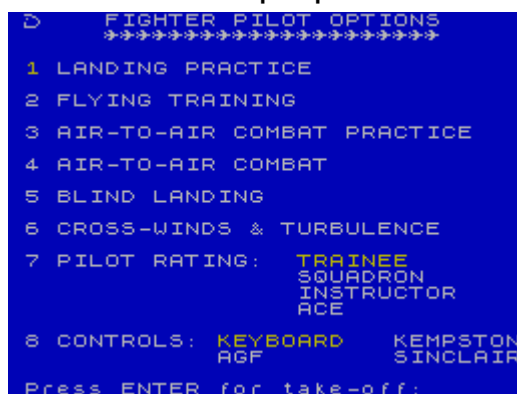 FIGHTER PILOT OPTIONS
1 LANDING PRACTICE
2 FLYING TRAINING
3 AIR-TO-AIR COMBAT PRACTICE
4 AIR-TO-AIR COMBAT
5 BLIND LANDING
6 CROSS-WINDS & TURBULENCE
7 PILOT RATING: TRAINEE
SQUADRON
INSTRUCTOR
ACE
8 CONTROLS: KEYBOARD KEMPSTON
AGF SINCLAIR
Press ENTER for take-off: